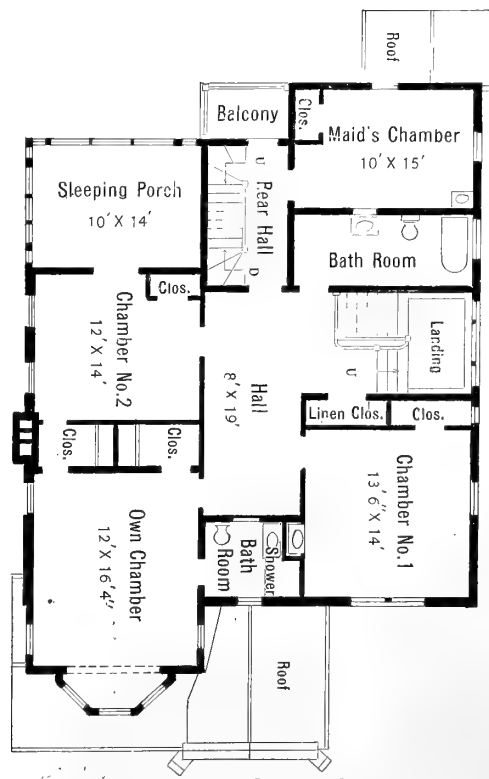 Roof
Balcony
Clos.
Maid's Chamber
10' X 15'
Sleeping Porch
10' X 14'
U
Rear Hall
D
Bath Room
Clos.
Chamber No.2
12' X 14'
Landing
Hall
8' X 19'
U
Linen Clos.
Clos.
Clos.
Clos.
Chamber No.1
13' 6" X 14'
Own Chamber
12' X 16' 4"
Bath
Room
Shower
Roof